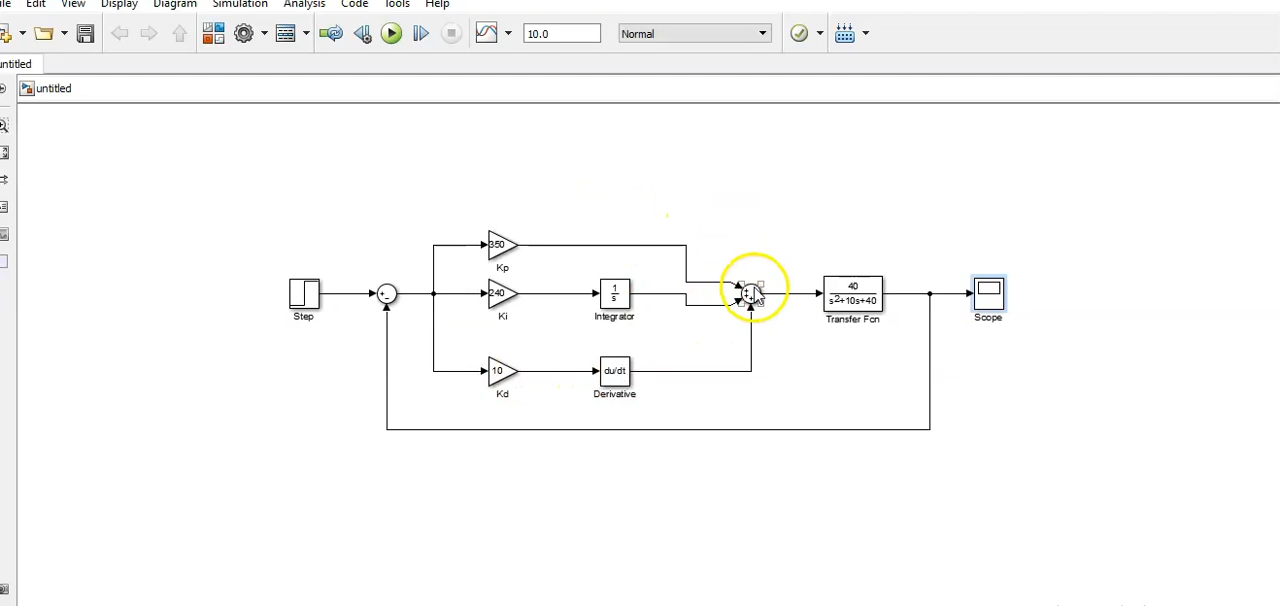 ile Edit View Display Diagram Simulation Analysis Code Tools Help
10.0 Normal
untitled
untitled
350
Kp
Step
+
-
240
Ki
1
s
Integrator
+
+
+
40
s²+10s+40
Transfer Fcn
Scope
10
Kd
du/dt
Derivative